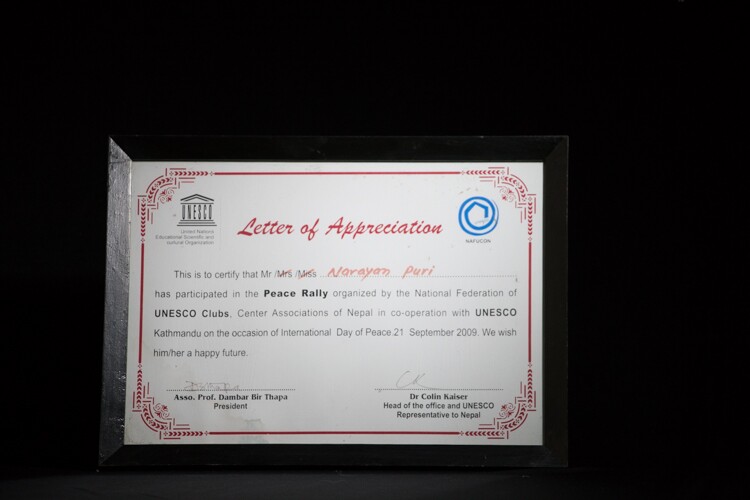 UNESCO
United Nations
Educational Scientific and
cultural Organization
Letter of Appreciation
NAFUCON
This is to certify that Mr /Mrs /Miss Narayan Puri
has participated in the Peace Rally organized by the National Federation of
UNESCO Clubs, Center Associations of Nepal in co-operation with UNESCO
Kathmandu on the occasion of International Day of Peace.21 September 2009. We wish
him/her a happy future.
Asso. Prof. Dambar Bir Thapa
President
CK
Dr Colin Kaiser
Head of the office and UNESCO
Representative to Nepal